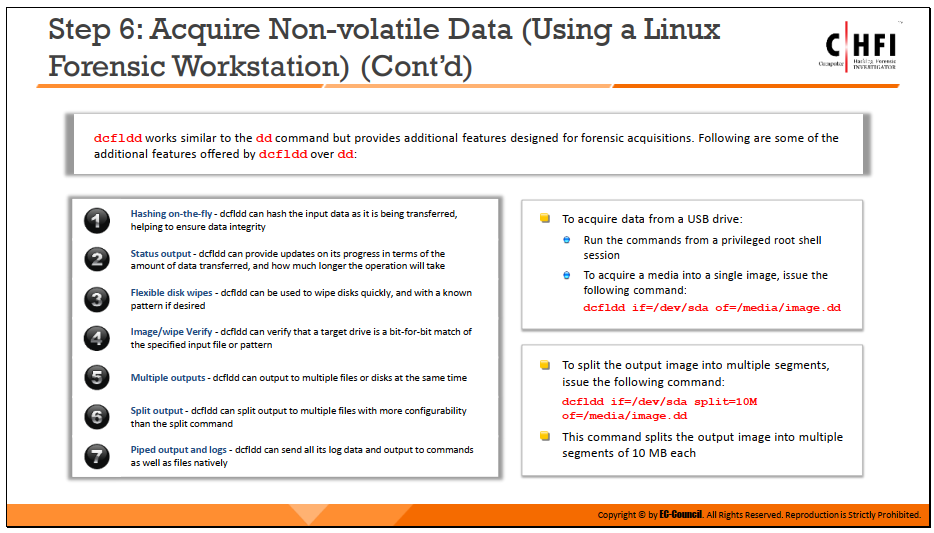 Step 6: Acquire Non-volatile Data (Using a Linux
Forensic Workstation) (Cont'd)
C HFI
Computer Hacking Forensic
INVESTIGATOR
dcfldd works similar to the dd command but provides additional features designed for forensic acquisitions. Following are some of the
additional features offered by dcfldd over dd:
1
Hashing on-the-fly - dcfldd can hash the input data as it is being transferred,
helping to ensure data integrity
2
Status output - dcfldd can provide updates on its progress in terms of the
amount of data transferred, and how much longer the operation will take
3
Flexible disk wipes - dcfldd can be used to wipe disks quickly, and with a known
pattern if desired
4
Image/wipe Verify - dcfldd can verify that a target drive is a bit-for-bit match of
the specified input file or pattern
5
Multiple outputs - dcfldd can output to multiple files or disks at the same time
6
Split output - dcfldd can split output to multiple files with more configurability
than the split command
7
Piped output and logs - dcfldd can send all its log data and output to commands
as well as files natively
To acquire data from a USB drive:
Run the commands from a privileged root shell
session
To acquire a media into a single image, issue the
following command:
dcfldd if=/dev/sda of=/media/image.dd
To split the output image into multiple segments,
issue the following command:
dcfldd if=/dev/sda split=10M
of=/media/image.dd
This command splits the output image into multiple
segments of 10 MB each
Copyright © by EC-Council. All Rights Reserved. Reproduction is Strictly Prohibited.